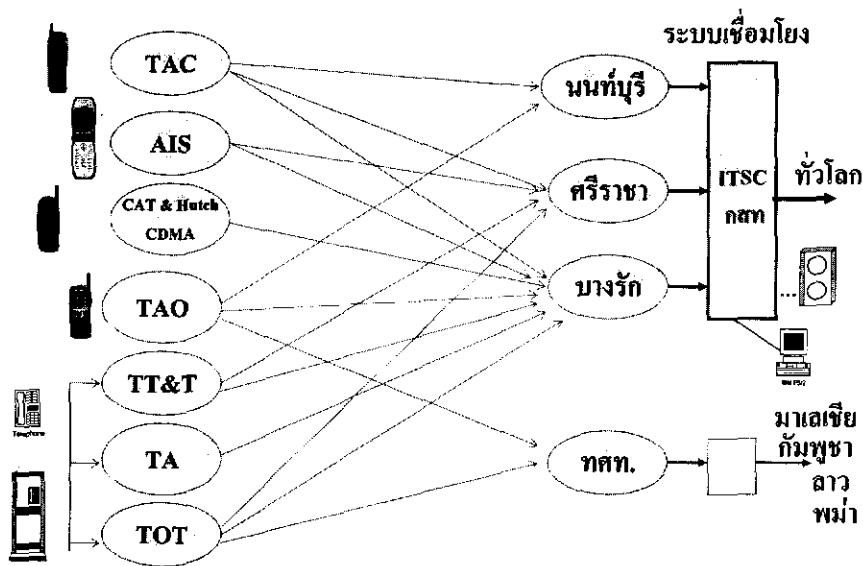 ระบบเชื่อมโยง
TAC
นนท์บุรี
AIS
ศรีราชา
ITSC
กสท
ทั่วโลก
CAT & Hutch
CDMA
บางรัก
TAO
TT&T
Telephone
TA
ทศท.
มาเลเซีย
กัมพูชา
ลาว
พม่า
TOT